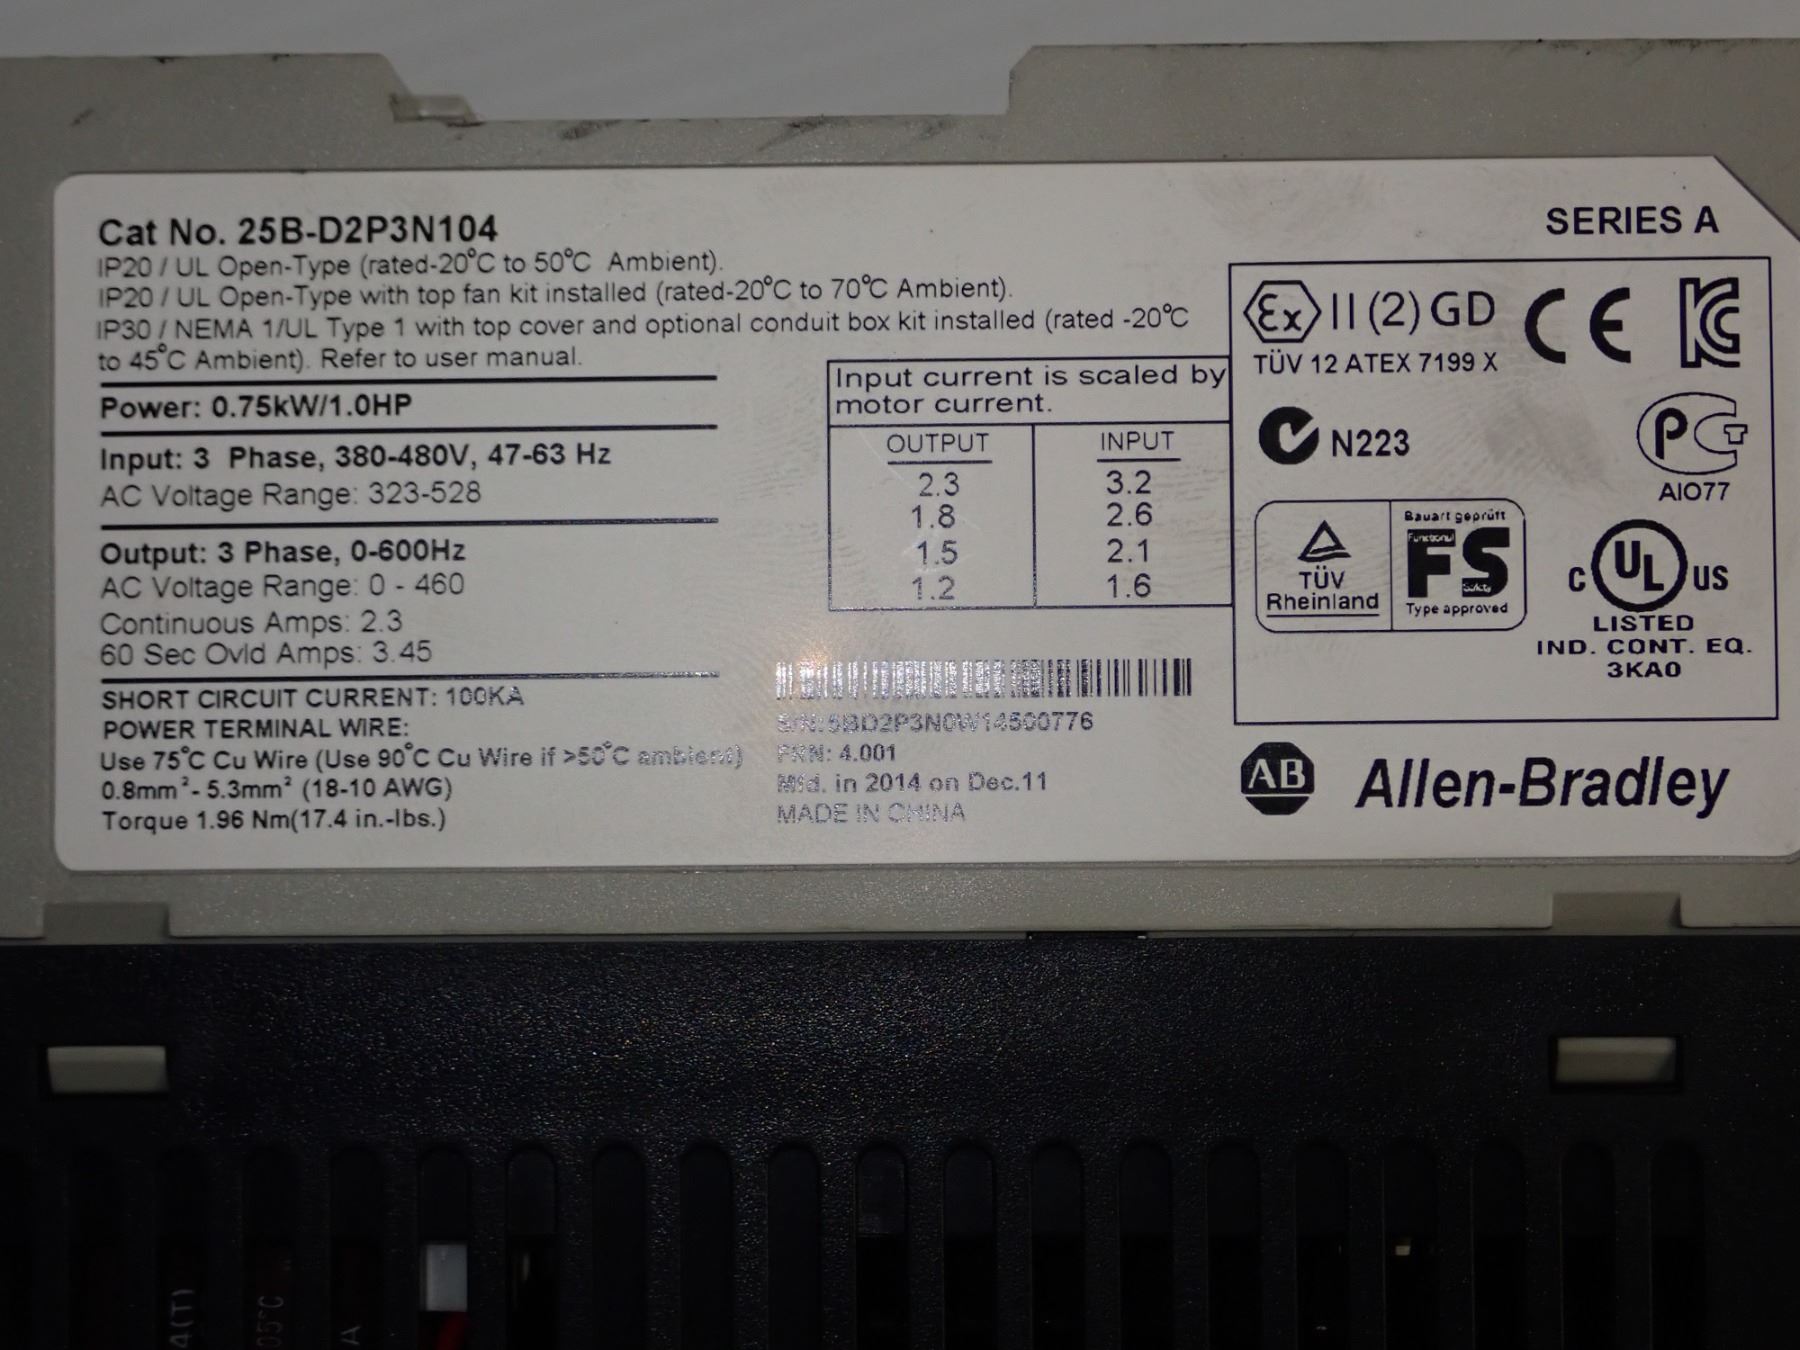 Cat No. 25B-D2P3N104
SERIES A
IP20 / UL Open-Type (rated-20°C to 50°C Ambient).
IP20 / UL Open-Type with top fan kit installed (rated-20°C to 70°C Ambient).
IP30 / NEMA 1/UL Type 1 with top cover and optional conduit box kit installed (rated -20°C
to 45°C Ambient). Refer to user manual.
Power: 0.75kW/1.0HP
Input: 3 Phase, 380-480V, 47-63 Hz
AC Voltage Range: 323-528
Output: 3 Phase, 0-600Hz
AC Voltage Range: 0 - 460
Continuous Amps: 2.3
60 Sec Ovld Amps: 3.45
SHORT CIRCUIT CURRENT: 100KA
POWER TERMINAL WIRE:
Use 75°C Cu Wire (Use 90°C Cu Wire if >50°C ambient)
0.8mm²- 5.3mm² (18-10 AWG)
Torque 1.96 Nm(17.4 in.-lbs.)
Input current is scaled by
motor current.
OUTPUT INPUT
2.3 3.2
1.8 2.6
1.5 2.1
1.2 1.6
S/N:5BD2P3N0W14500776
FRN: 4.001
Mfd. in 2014 on Dec.11
MADE IN CHINA
Ex II (2) GD CE
TÜV 12 ATEX 7199 X
N223
AIO77
TÜV
Rheinland
Bauart geprüft
Functional
FS
Safety
Type approved
C UL US
LISTED
IND. CONT. EQ.
3KA0
AB Allen-Bradley
4(T)
05°C
A